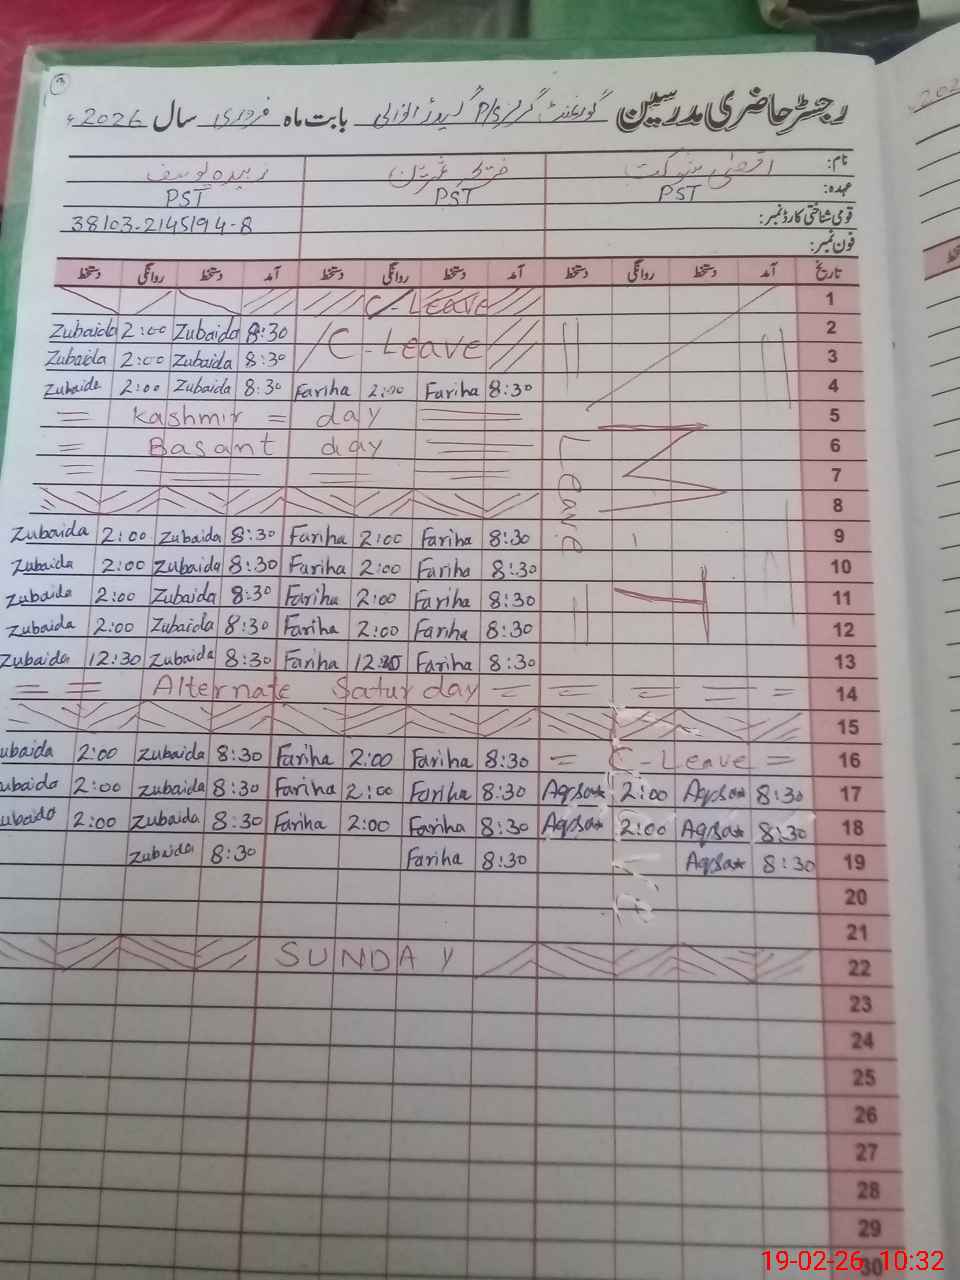 رجسٹر حاضری مدرسین گورنمنٹ گرلز P/S گیدڑانوالی بابت ماہ فروری سال 2026ء
نام: اقصیٰ شوکت فریحہ نمرین زبیدہ یوسف
عہدہ: PST PST PST
قومی شناختی کارڈ نمبر: 38103-2145194-8
فون نمبر:
تاریخ آمد دستخط روانگی دستخط آمد دستخط روانگی دستخط آمد دستخط روانگی دستخط
C-Leave 1
Zubaida 2:00 Zubaida 8:30 2
Zubaida 2:00 Zubaida 8:30 C-Leave 3
Zubaida 2:00 Zubaida 8:30 Fariha 2:00 Fariha 8:30 4
= Kashmir = day 5
= Basant day 6
7
8
Leave
Zubaida 2:00 Zubaida 8:30 Fariha 2:00 Fariha 8:30 9
Zubaida 2:00 Zubaida 8:30 Fariha 2:00 Fariha 8:30 10
Zubaida 2:00 Zubaida 8:30 Fariha 2:00 Fariha 8:30 11
Zubaida 2:00 Zubaida 8:30 Fariha 2:00 Fariha 8:30 12
Zubaida 12:30 Zubaida 8:30 Fariha 12:30 Fariha 8:30 13
= = Alternate Saturday = = = = = 14
15
ubaida 2:00 Zubaida 8:30 Fariha 2:00 Fariha 8:30 = C-Leave = 16
ubaida 2:00 Zubaida 8:30 Fariha 2:00 Fariha 8:30 Aqsa* 2:00 Aqsa* 8:30 17
ubaida 2:00 Zubaida 8:30 Fariha 2:00 Fariha 8:30 Aqsa* 2:00 Aqsa* 8:30 18
Zubaida 8:30 Fariha 8:30 Aqsa* 8:30 19
20
21
SUNDAY 22
23
24
25
26
27
28
29
30
19-02-26 10:32